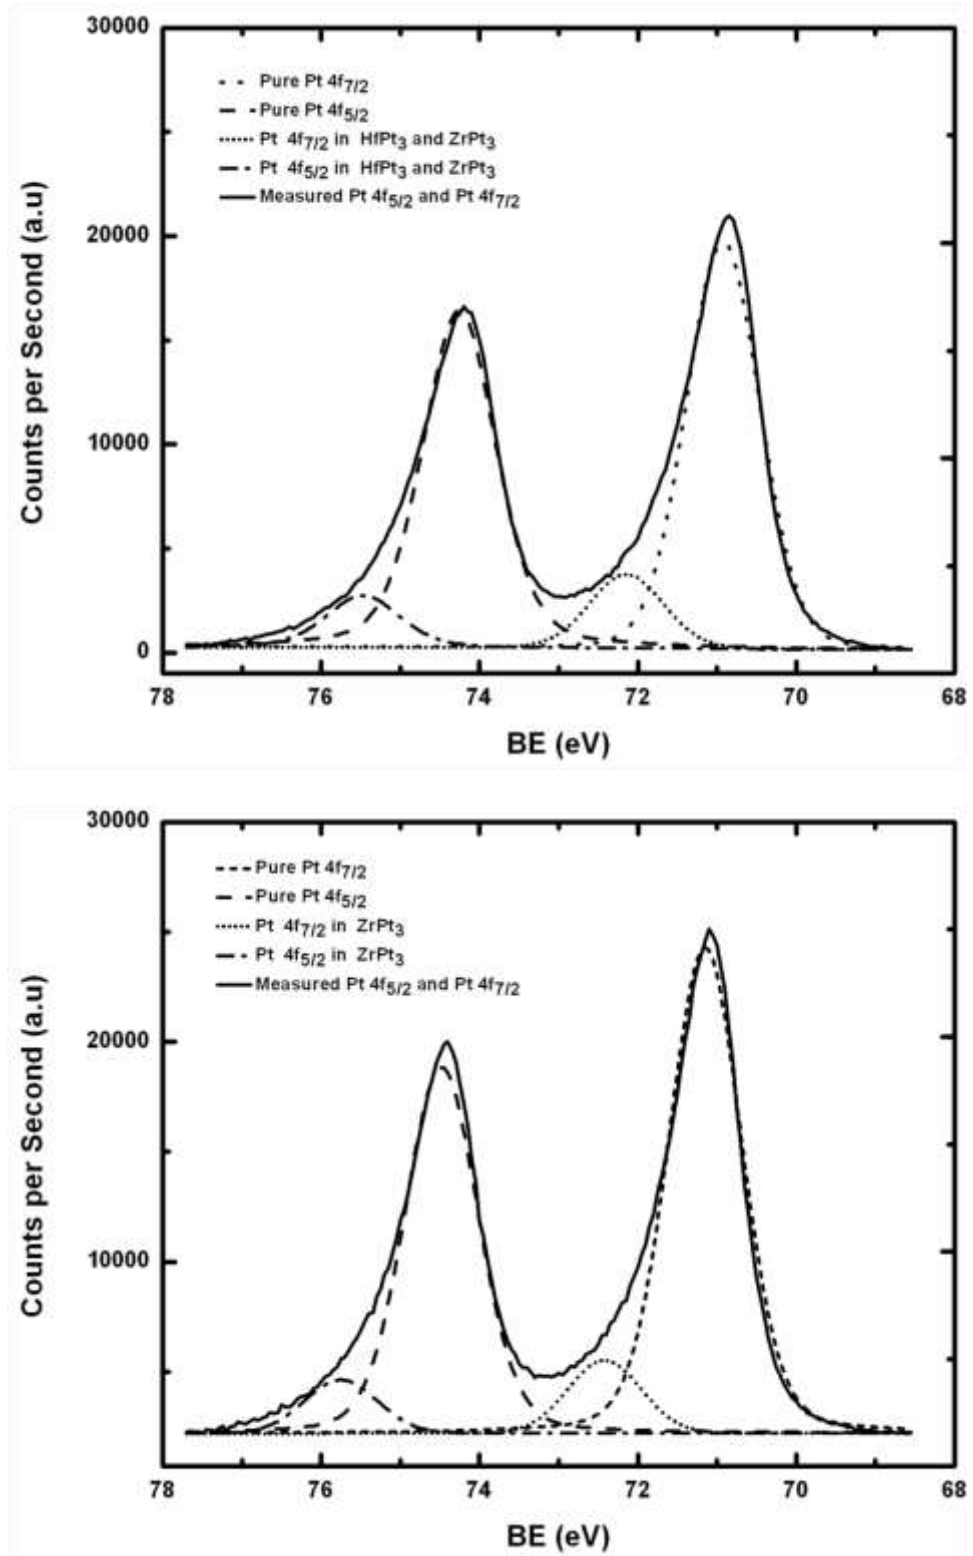 30000
20000
10000
0
Counts per Second (a.u)
Pure Pt 4f7/2
Pure Pt 4f5/2
Pt 4f7/2 in HfPt3 and ZrPt3
Pt 4f5/2 in HfPt3 and ZrPt3
Measured Pt 4f5/2 and Pt 4f7/2
78 76 74 72 70 68
BE (eV)
30000
20000
10000
Counts per Second (a.u)
Pure Pt 4f7/2
Pure Pt 4f5/2
Pt 4f7/2 in ZrPt3
Pt 4f5/2 in ZrPt3
Measured Pt 4f5/2 and Pt 4f7/2
78 76 74 72 70 68
BE (eV)